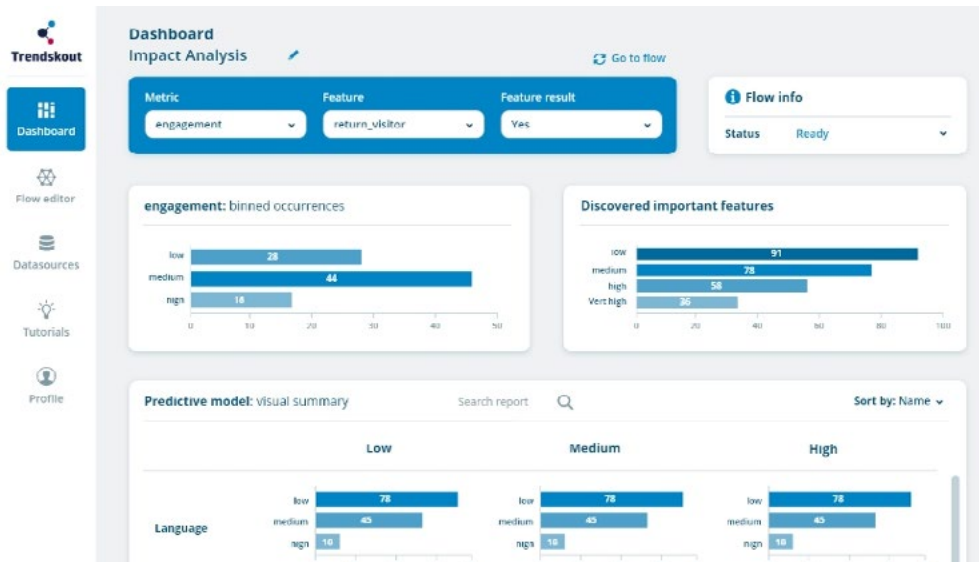 Trendskout
Dashboard
Flow editor
Datasources
Tutorials
Profile
Dashboard
Impact Analysis
Go to flow
Metric
Feature
Feature result
engagement
return_visitor
Yes
Flow info
Status Ready
engagement: binned occurrences
low 28
medium 44
high
0 10 20 30 40 50
Discovered important features
low 91
medium 78
high 58
Vert high 36
0 20 40 60 80 100
Predictive model: visual summary
Search report
Sort by: Name
Low Medium High
Language
low 78
medium 45
high
low 78
medium 45
high
low 78
medium 45
high